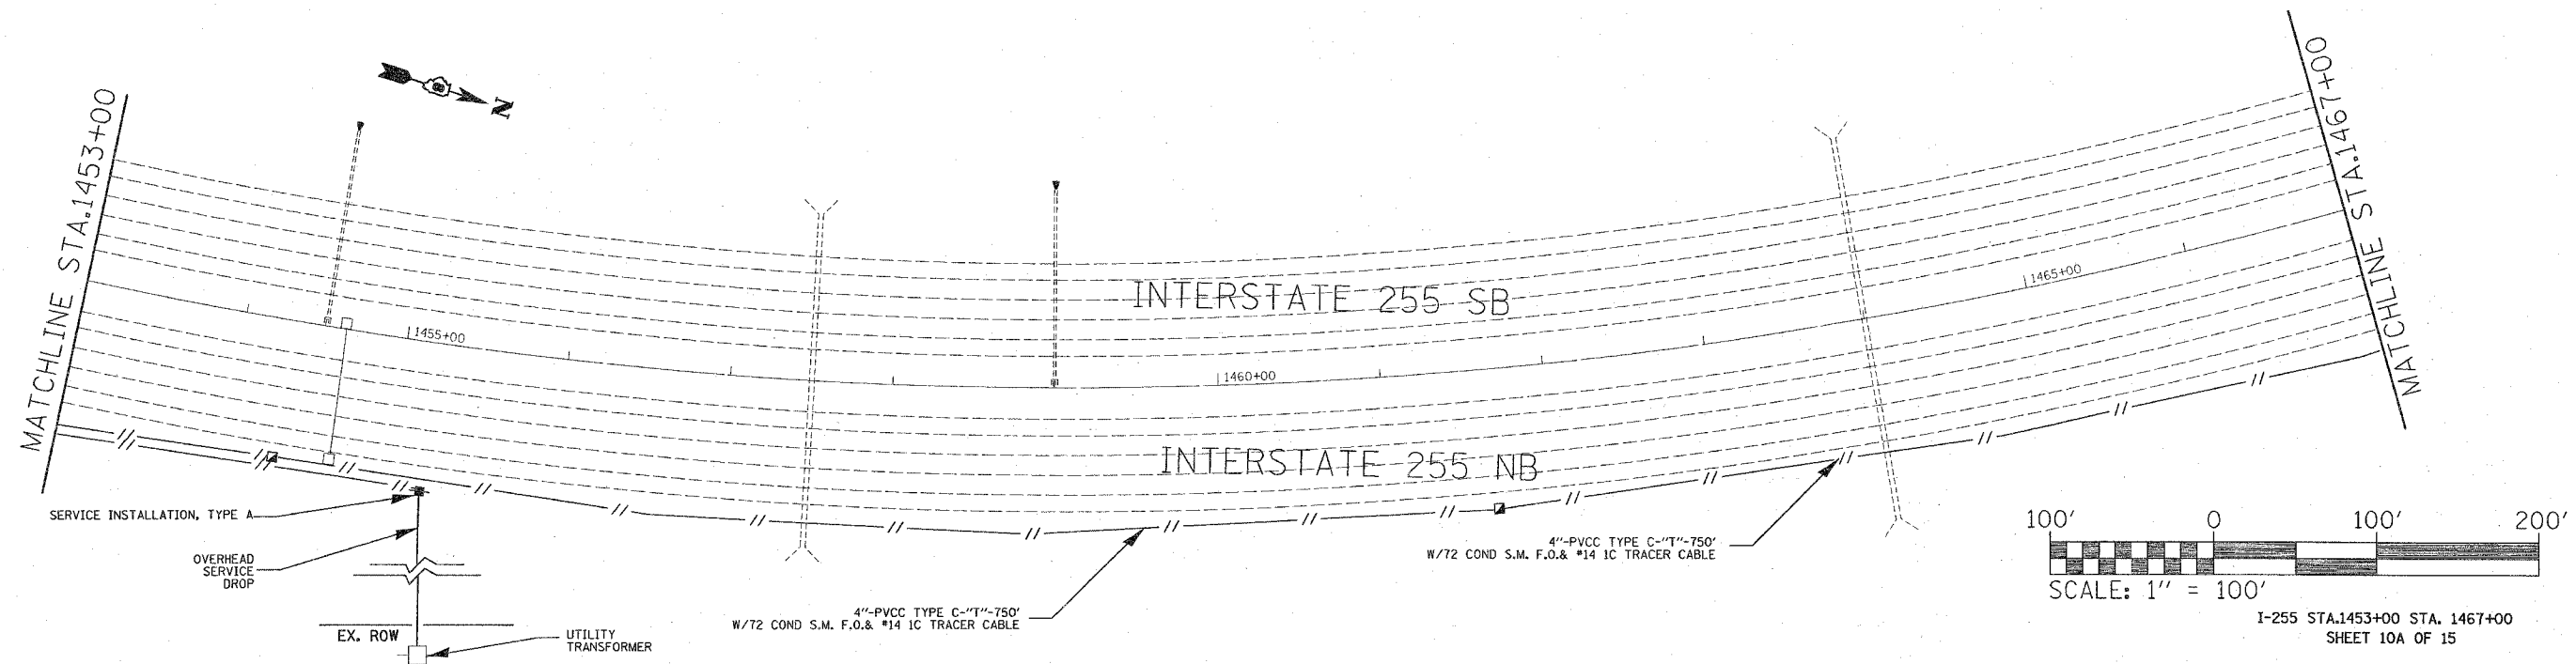 MATCHLINE STA.1453+00
N
MATCHLINE STA.1467+00
1455+00
1460+00
1465+00
INTERSTATE 255 SB
INTERSTATE 255 NB
SERVICE INSTALLATION, TYPE A
OVERHEAD
SERVICE
DROP
EX. ROW
UTILITY
TRANSFORMER
4"-PVCC TYPE C-"T"-750'
W/72 COND S.M. F.O.& #14 1C TRACER CABLE
4"-PVCC TYPE C-"T"-750'
W/72 COND S.M. F.O.& #14 1C TRACER CABLE
100' 0 100' 200'
SCALE: 1" = 100'
I-255 STA.1453+00 STA. 1467+00
SHEET 10A OF 15